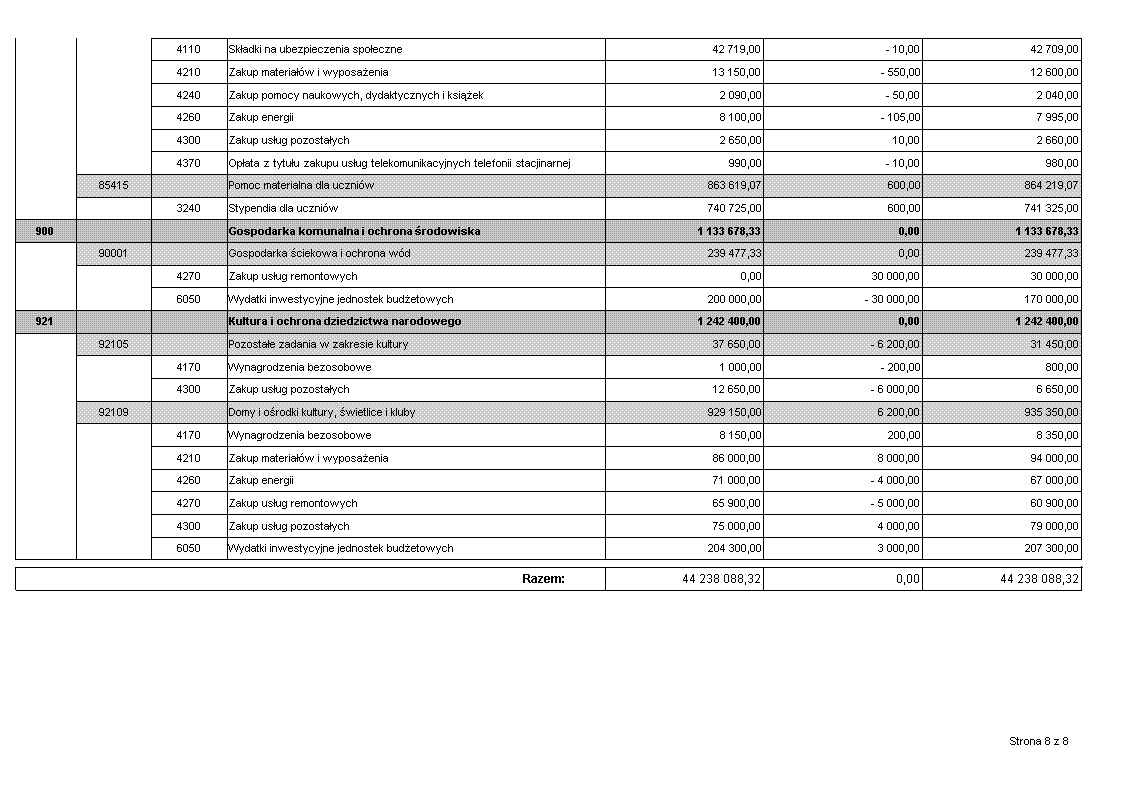 4110 Składki na ubezpieczenia społeczne 42 719,00 - 10,00 42 709,00
4210 Zakup materiałów i wyposażenia 13 150,00 - 550,00 12 600,00
4240 Zakup pomocy naukowych, dydaktycznych i książek 2 090,00 - 50,00 2 040,00
4260 Zakup energii 8 100,00 - 105,00 7 995,00
4300 Zakup usług pozostałych 2 650,00 10,00 2 660,00
4370 Opłata z tytułu zakupu usług telekomunikacyjnych telefonii stacjinarnej 990,00 - 10,00 980,00
85415 Pomoc materialna dla uczniów 863 619,07 600,00 864 219,07
3240 Stypendia dla uczniów 740 725,00 600,00 741 325,00
900 Gospodarka komunalna i ochrona środowiska 1 133 678,33 0,00 1 133 678,33
90001 Gospodarka ściekowa i ochrona wód 239 477,33 0,00 239 477,33
4270 Zakup usług remontowych 0,00 30 000,00 30 000,00
6050 Wydatki inwestycyjne jednostek budżetowych 200 000,00 - 30 000,00 170 000,00
921 Kultura i ochrona dziedzictwa narodowego 1 242 400,00 0,00 1 242 400,00
92105 Pozostałe zadania w zakresie kultury 37 650,00 - 6 200,00 31 450,00
4170 Wynagrodzenia bezosobowe 1 000,00 - 200,00 800,00
4300 Zakup usług pozostałych 12 650,00 - 6 000,00 6 650,00
92109 Domy i ośrodki kultury, świetlice i kluby 929 150,00 6 200,00 935 350,00
4170 Wynagrodzenia bezosobowe 8 150,00 200,00 8 350,00
4210 Zakup materiałów i wyposażenia 86 000,00 8 000,00 94 000,00
4260 Zakup energii 71 000,00 - 4 000,00 67 000,00
4270 Zakup usług remontowych 65 900,00 - 5 000,00 60 900,00
4300 Zakup usług pozostałych 75 000,00 4 000,00 79 000,00
6050 Wydatki inwestycyjne jednostek budżetowych 204 300,00 3 000,00 207 300,00
Razem: 44 238 088,32 0,00 44 238 088,32
Strona 8 z 8